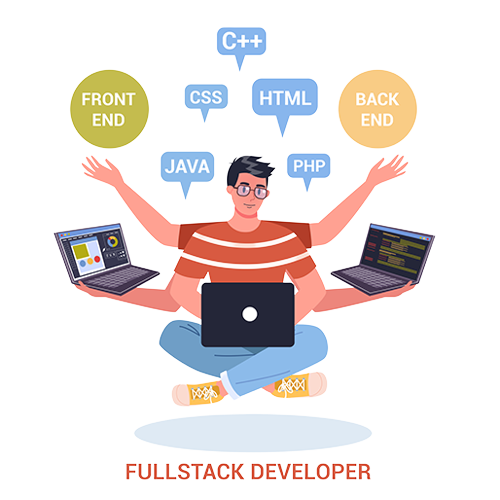 C++
CSS
HTML
FRONT
END
BACK
END
JAVA
PHP
FULLSTACK DEVELOPER